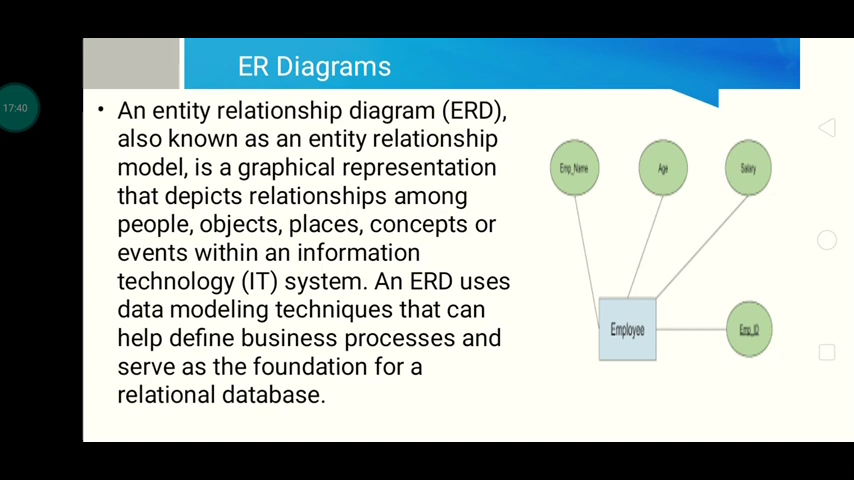 ER Diagrams
17:40
• An entity relationship diagram (ERD),
also known as an entity relationship
model, is a graphical representation
that depicts relationships among
people, objects, places, concepts or
events within an information
technology (IT) system. An ERD uses
data modeling techniques that can
help define business processes and
serve as the foundation for a
relational database.
Emp_Name
Age
Salary
Employee
Emp_ID